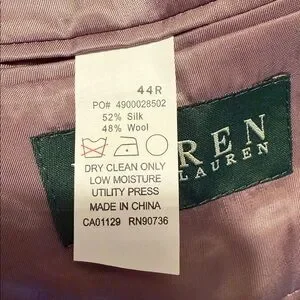 44R
PO# 4900028502
52% Silk
48% Wool
DRY CLEAN ONLY
LOW MOISTURE
UTILITY PRESS
MADE IN CHINA
CA01129 RN90736
REN
LAUREN